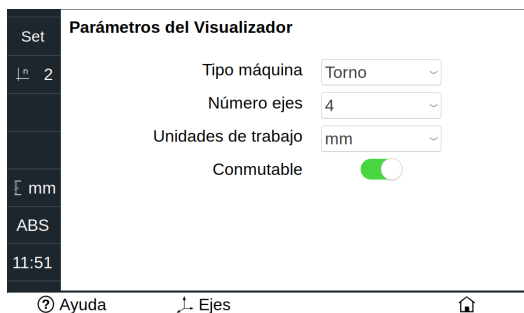 Set
Parámetros del Visualizador
n 2
Tipo máquina Torno
Número ejes 4
Unidades de trabajo mm
Conmutable
mm
ABS
11:51
? Ayuda Ejes